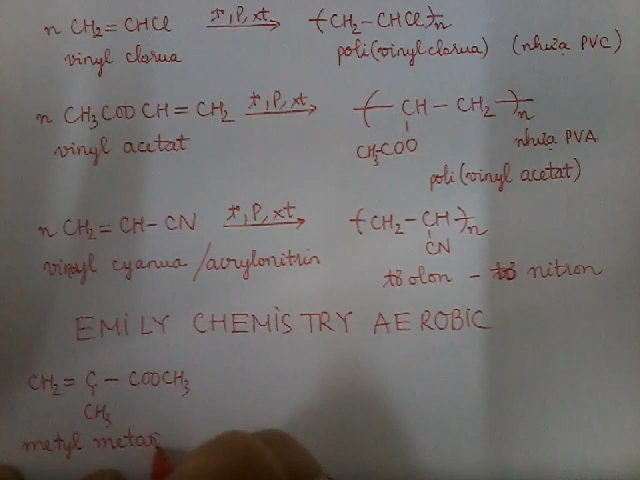 n CH₂=CHCl t°, P, xt (CH₂-CHCl)n
vinyl clorua poli(vinyl clorua) (nhựa PVC)
n CH₃COO CH=CH₂ t°, P, xt (CH-CH₂)n
CH₃COO nhựa PVA
vinyl acetat poli(vinyl acetat)
n CH₂=CH-CN t°, P, xt (CH₂-CH)n
CN
vinyl cyanua/acrylonitrin tơ olon - tơ nitron
EMILY CHEMISTRY AEROBIC
CH₂=C-COOCH₃
CH₃
metyl